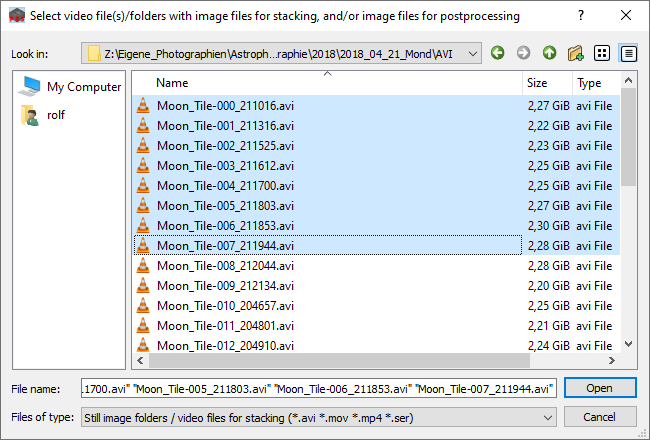 Select video file(s)/folders with image files for stacking, and/or image files for postprocessing
Look in: Z:\Eigene_Photographien\Astroph...raphie\2018\2018_04_21_Mond\AVI
My Computer
rolf
Name Size Type
Moon_Tile-000_211016.avi 2,27 GiB avi File
Moon_Tile-001_211316.avi 2,22 GiB avi File
Moon_Tile-002_211525.avi 2,23 GiB avi File
Moon_Tile-003_211612.avi 2,25 GiB avi File
Moon_Tile-004_211700.avi 2,25 GiB avi File
Moon_Tile-005_211803.avi 2,27 GiB avi File
Moon_Tile-006_211853.avi 2,30 GiB avi File
Moon_Tile-007_211944.avi 2,28 GiB avi File
Moon_Tile-008_212044.avi 2,28 GiB avi File
Moon_Tile-009_212134.avi 2,20 GiB avi File
Moon_Tile-010_204657.avi 2,25 GiB avi File
Moon_Tile-011_204801.avi 2,21 GiB avi File
Moon_Tile-012_204910.avi 2,24 GiB avi File
File name: .1700.avi" "Moon_Tile-005_211803.avi" "Moon_Tile-006_211853.avi" "Moon_Tile-007_211944.avi" Open
Files of type: Still image folders / video files for stacking (*.avi *.mov *.mp4 *.ser) Cancel